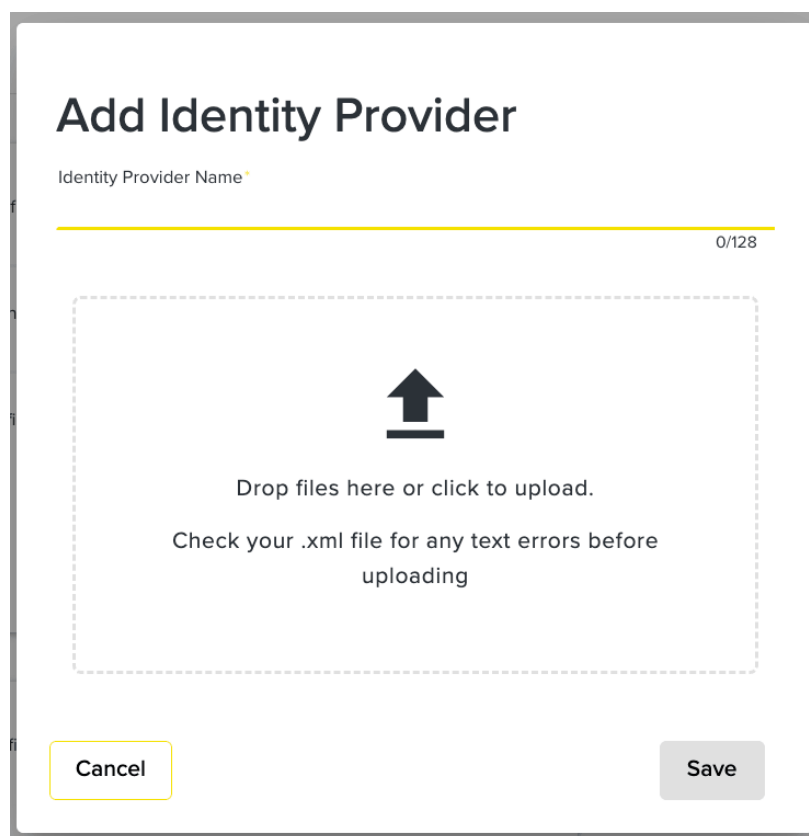 Add Identity Provider
Identity Provider Name*
0/128
Drop files here or click to upload.
Check your .xml file for any text errors before
uploading
Cancel
Save